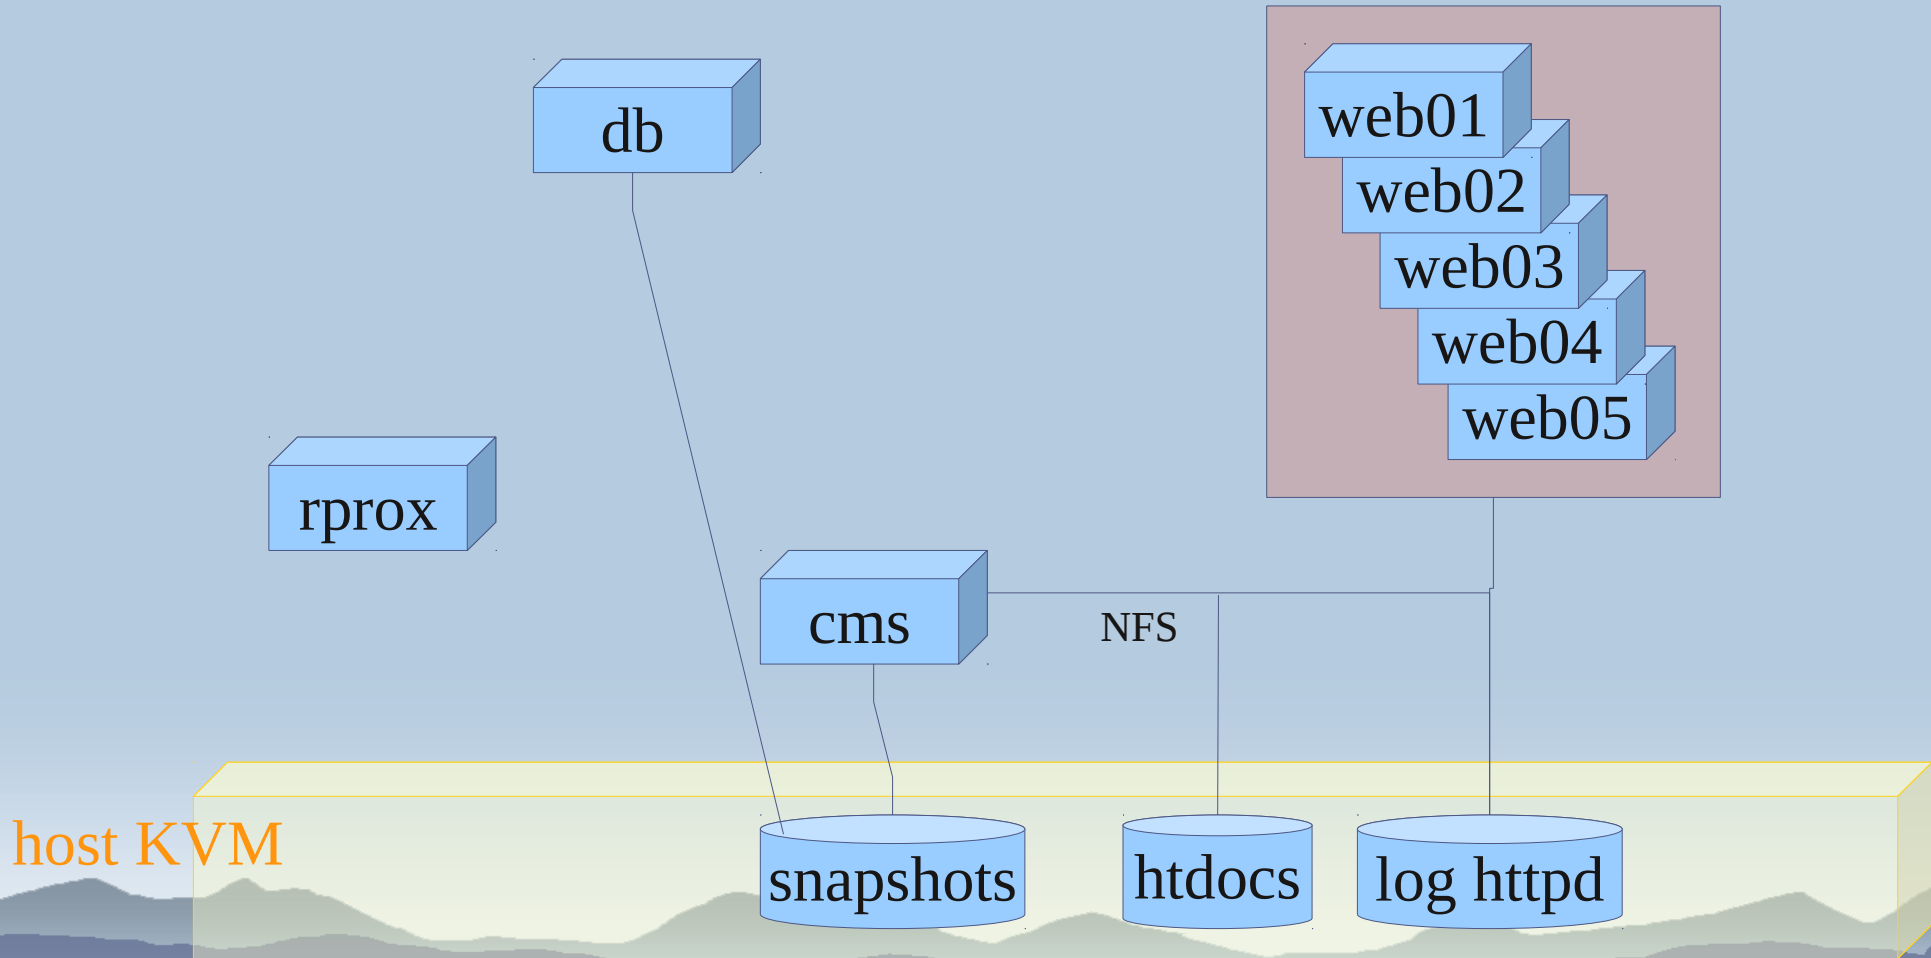 db
web01
web02
web03
web04
web05
rprox
cms
NFS
host KVM
snapshots
htdocs
log httpd